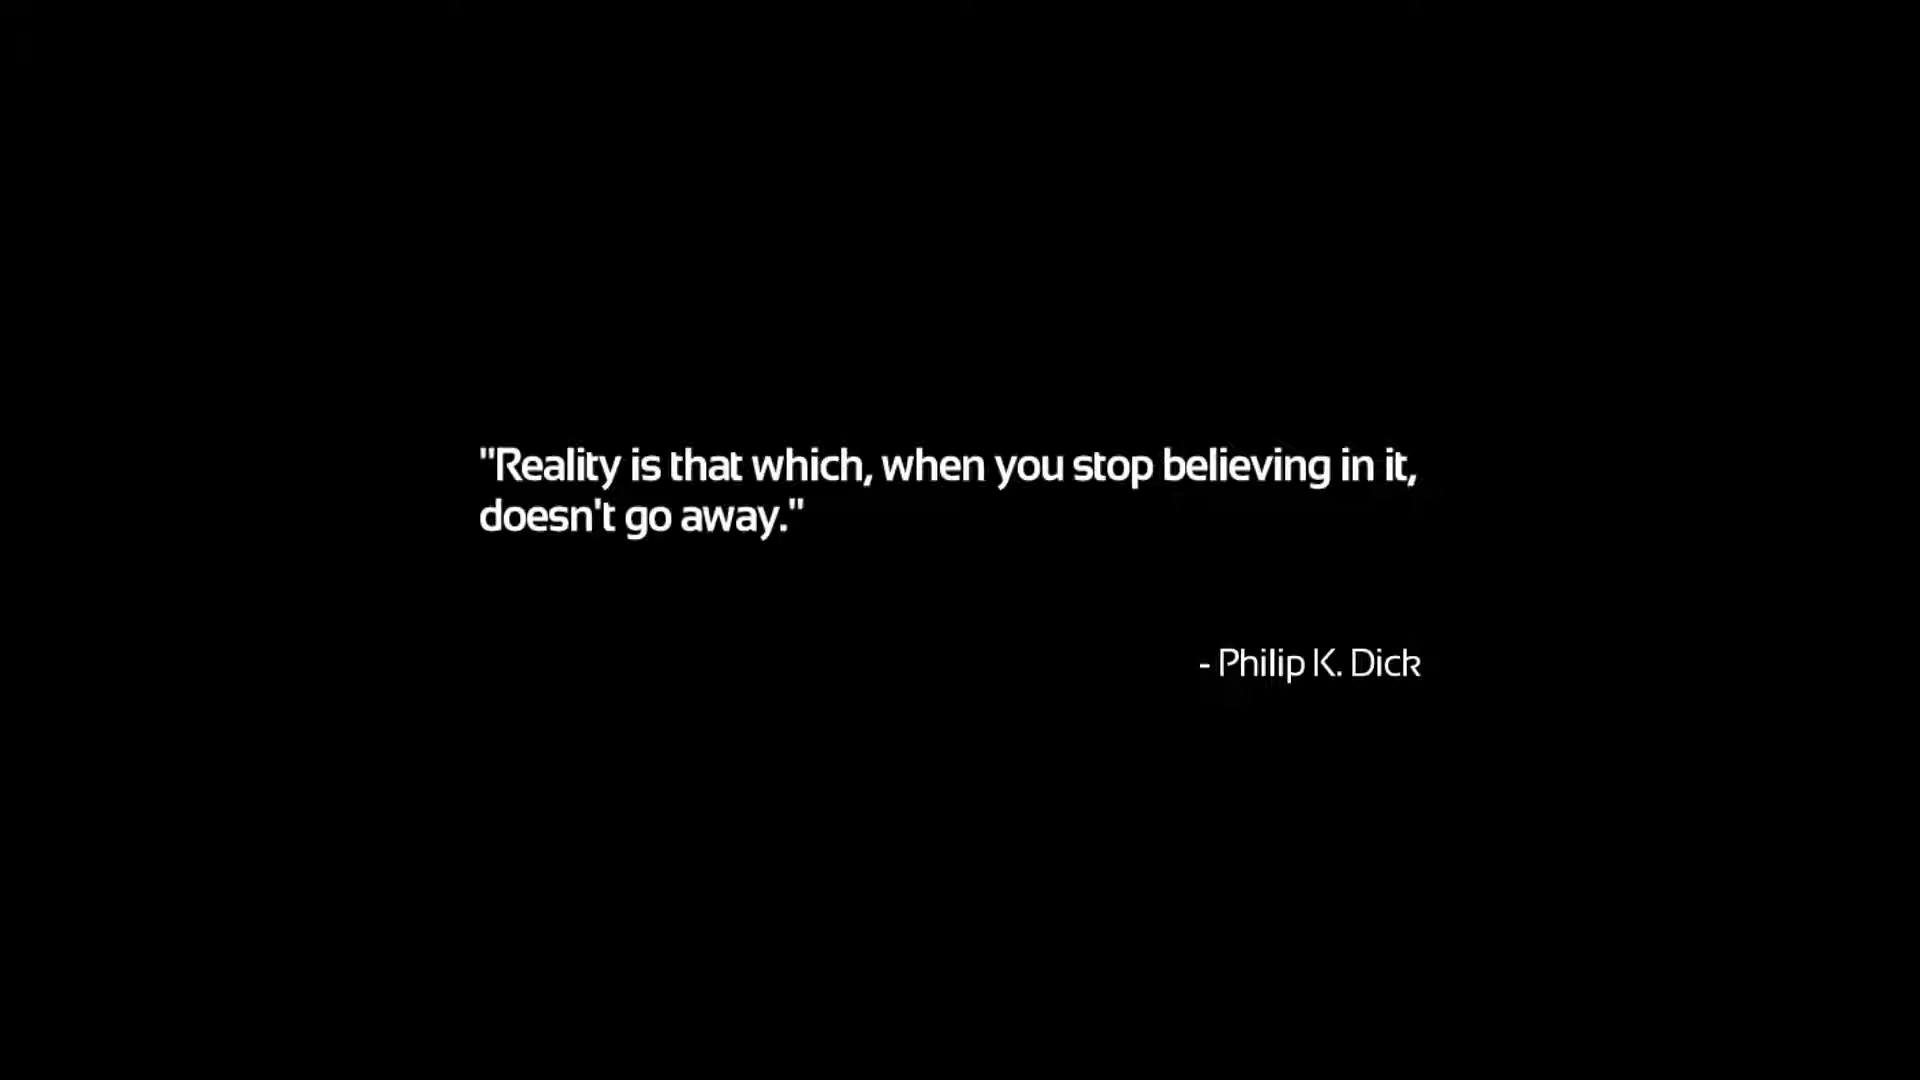 "Reality is that which, when you stop believing in it,
doesn't go away."
- Philip K. Dick